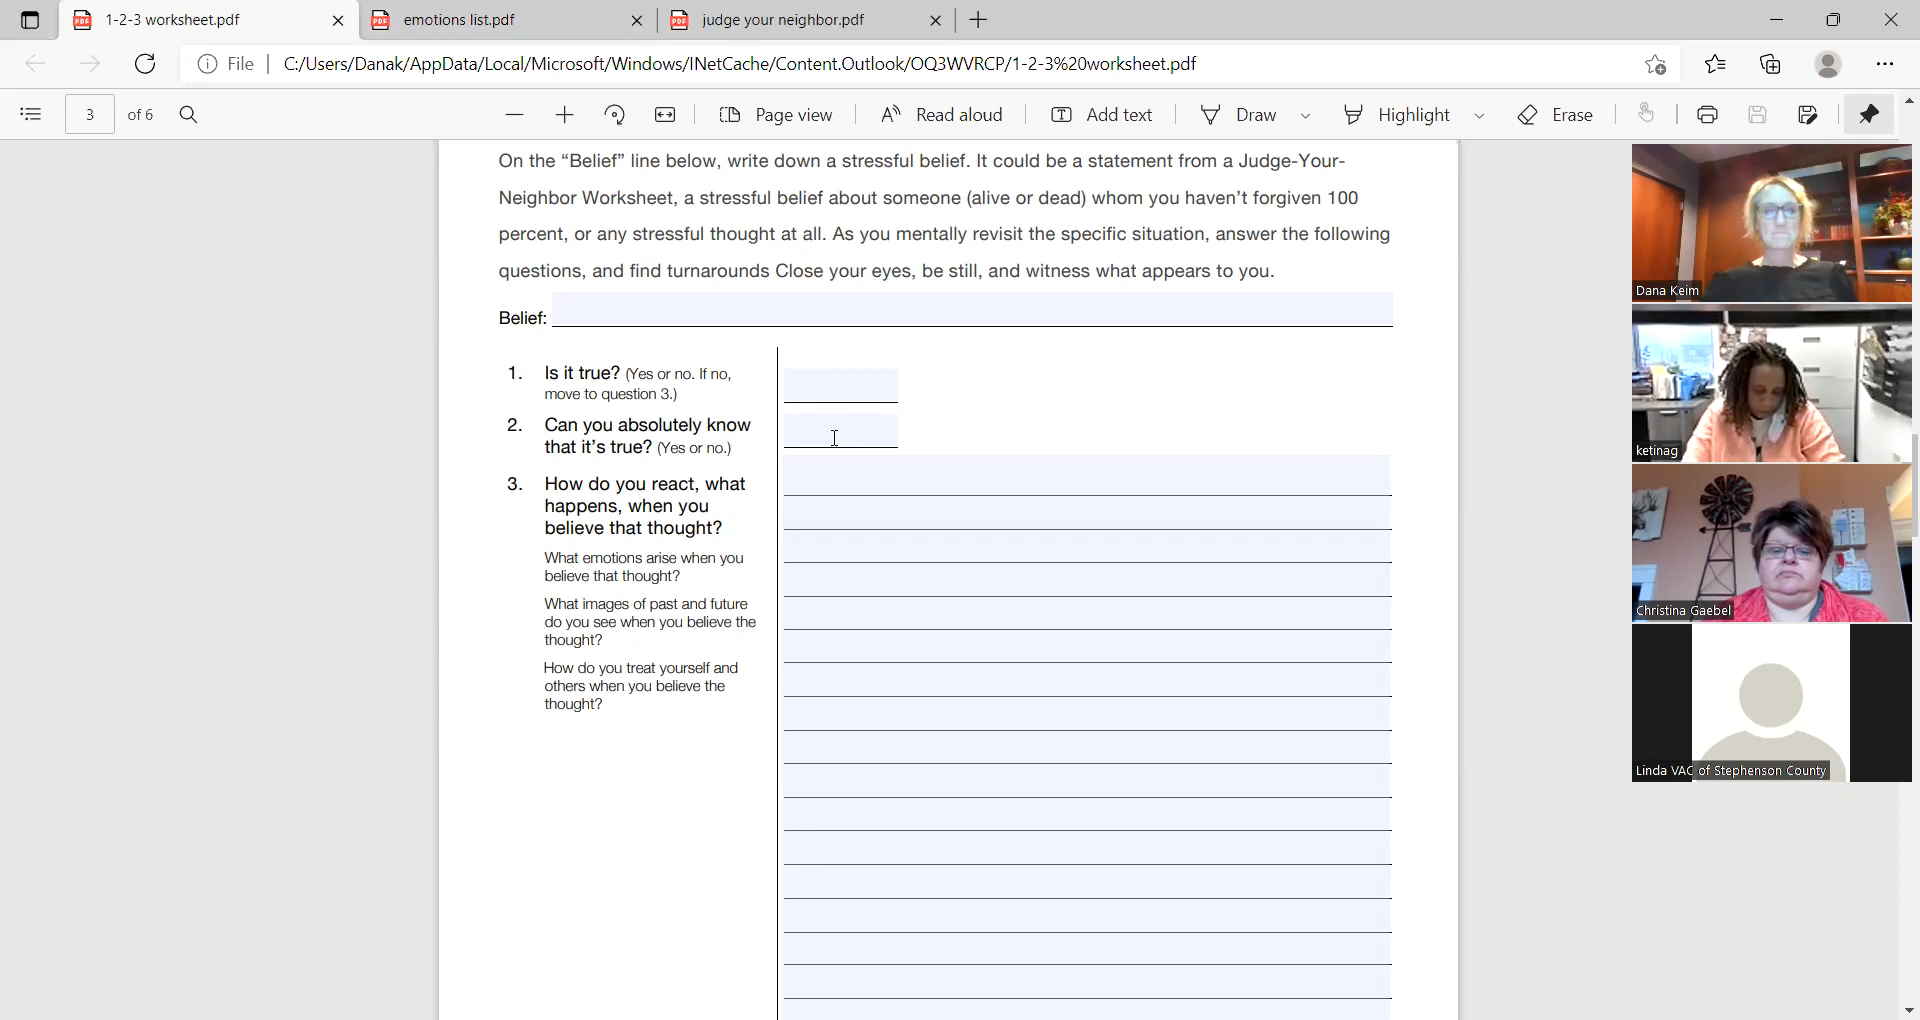 1-2-3 worksheet.pdf
emotions list.pdf
judge your neighbor.pdf
File
C:/Users/Danak/AppData/Local/Microsoft/Windows/INetCache/Content.Outlook/OQ3WVRCP/1-2-3%20worksheet.pdf
3 of 6
Page view
Read aloud
Add text
Draw
Highlight
Erase
On the “Belief” line below, write down a stressful belief. It could be a statement from a Judge-Your-
Neighbor Worksheet, a stressful belief about someone (alive or dead) whom you haven’t forgiven 100
percent, or any stressful thought at all. As you mentally revisit the specific situation, answer the following
questions, and find turnarounds Close your eyes, be still, and witness what appears to you.
Belief:
1. Is it true? (Yes or no. If no,
move to question 3.)
2. Can you absolutely know
that it’s true? (Yes or no.)
3. How do you react, what
happens, when you
believe that thought?
What emotions arise when you
believe that thought?
What images of past and future
do you see when you believe the
thought?
How do you treat yourself and
others when you believe the
thought?
Dana Keim
ketinag
Christina Gaebel
Linda VAC of Stephenson County